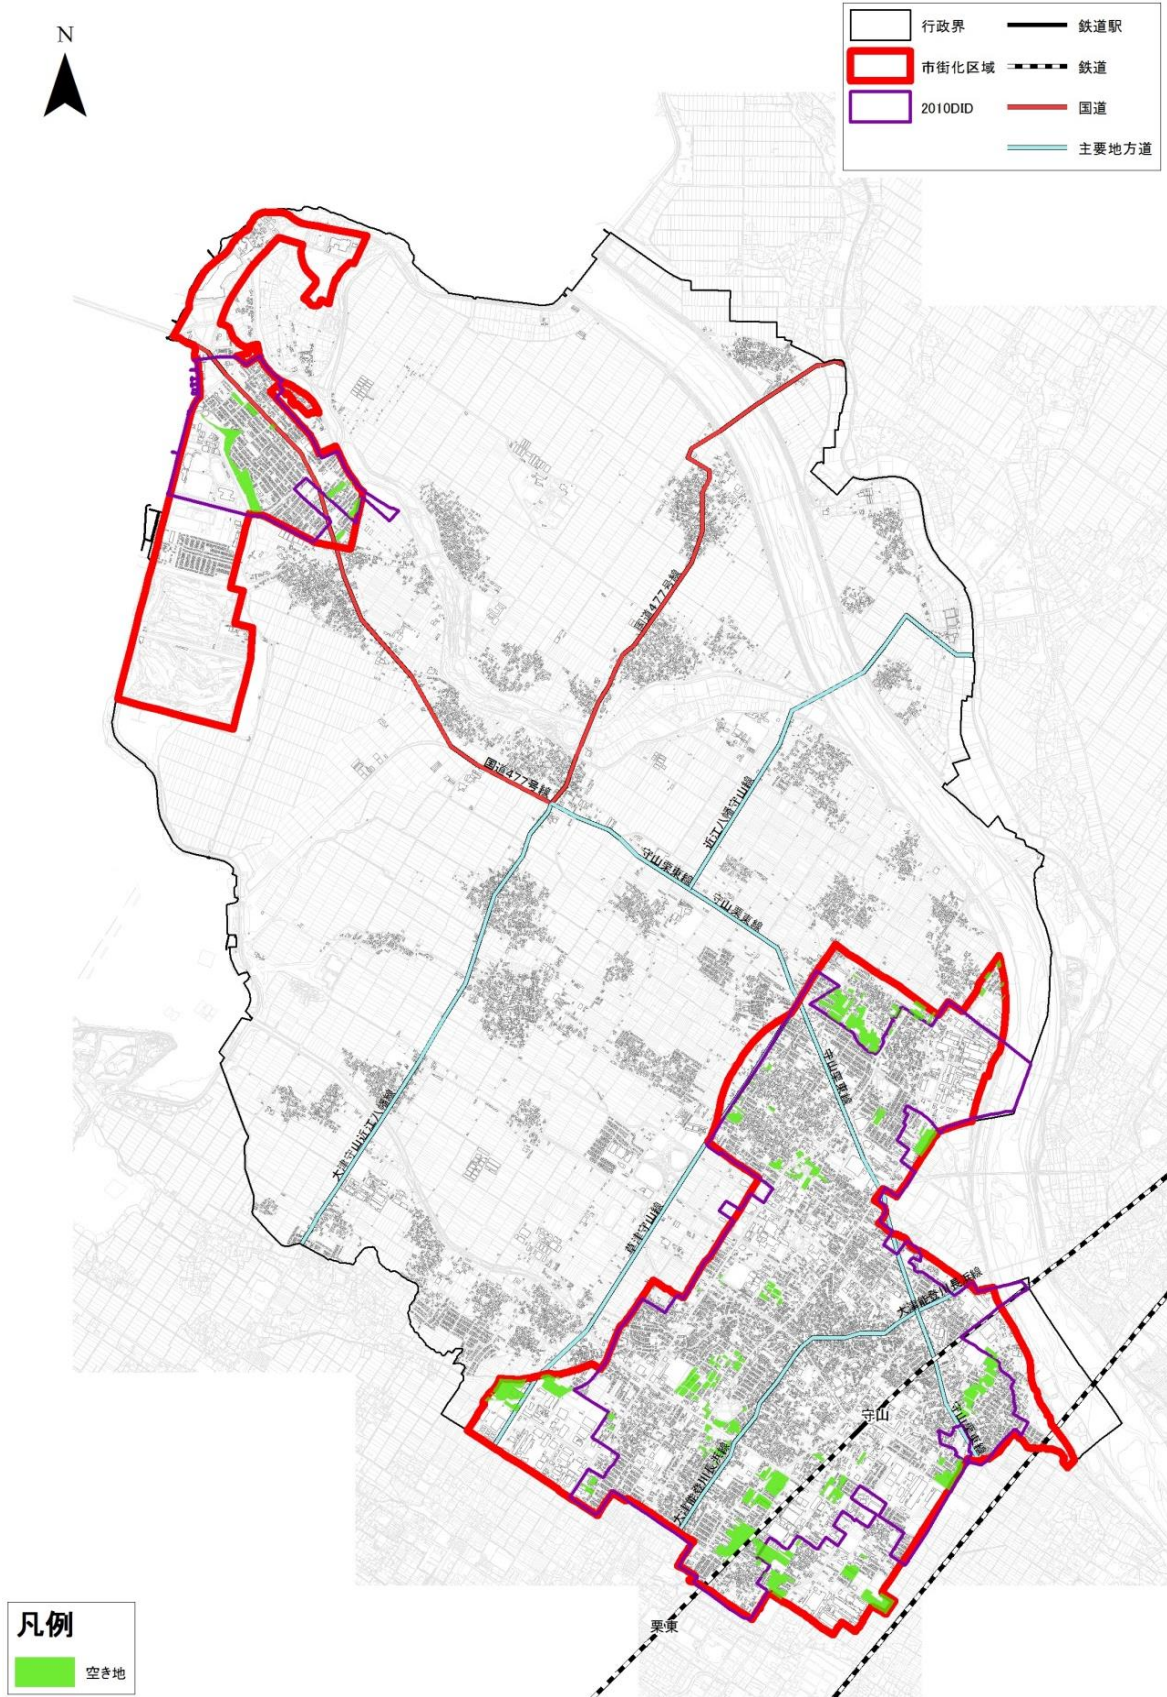 N
行政界
鉄道駅
市街化区域
鉄道
2010DID
国道
主要地方道
国道477号線
国道477号線
近江八幡守山線
守山栗東線
守山栗東線
守山栗東線
大津守山近江八幡線
草津守山線
大津能登川長浜線
守山
守山栗東線
大津能登川長浜線
栗東
凡例
空き地